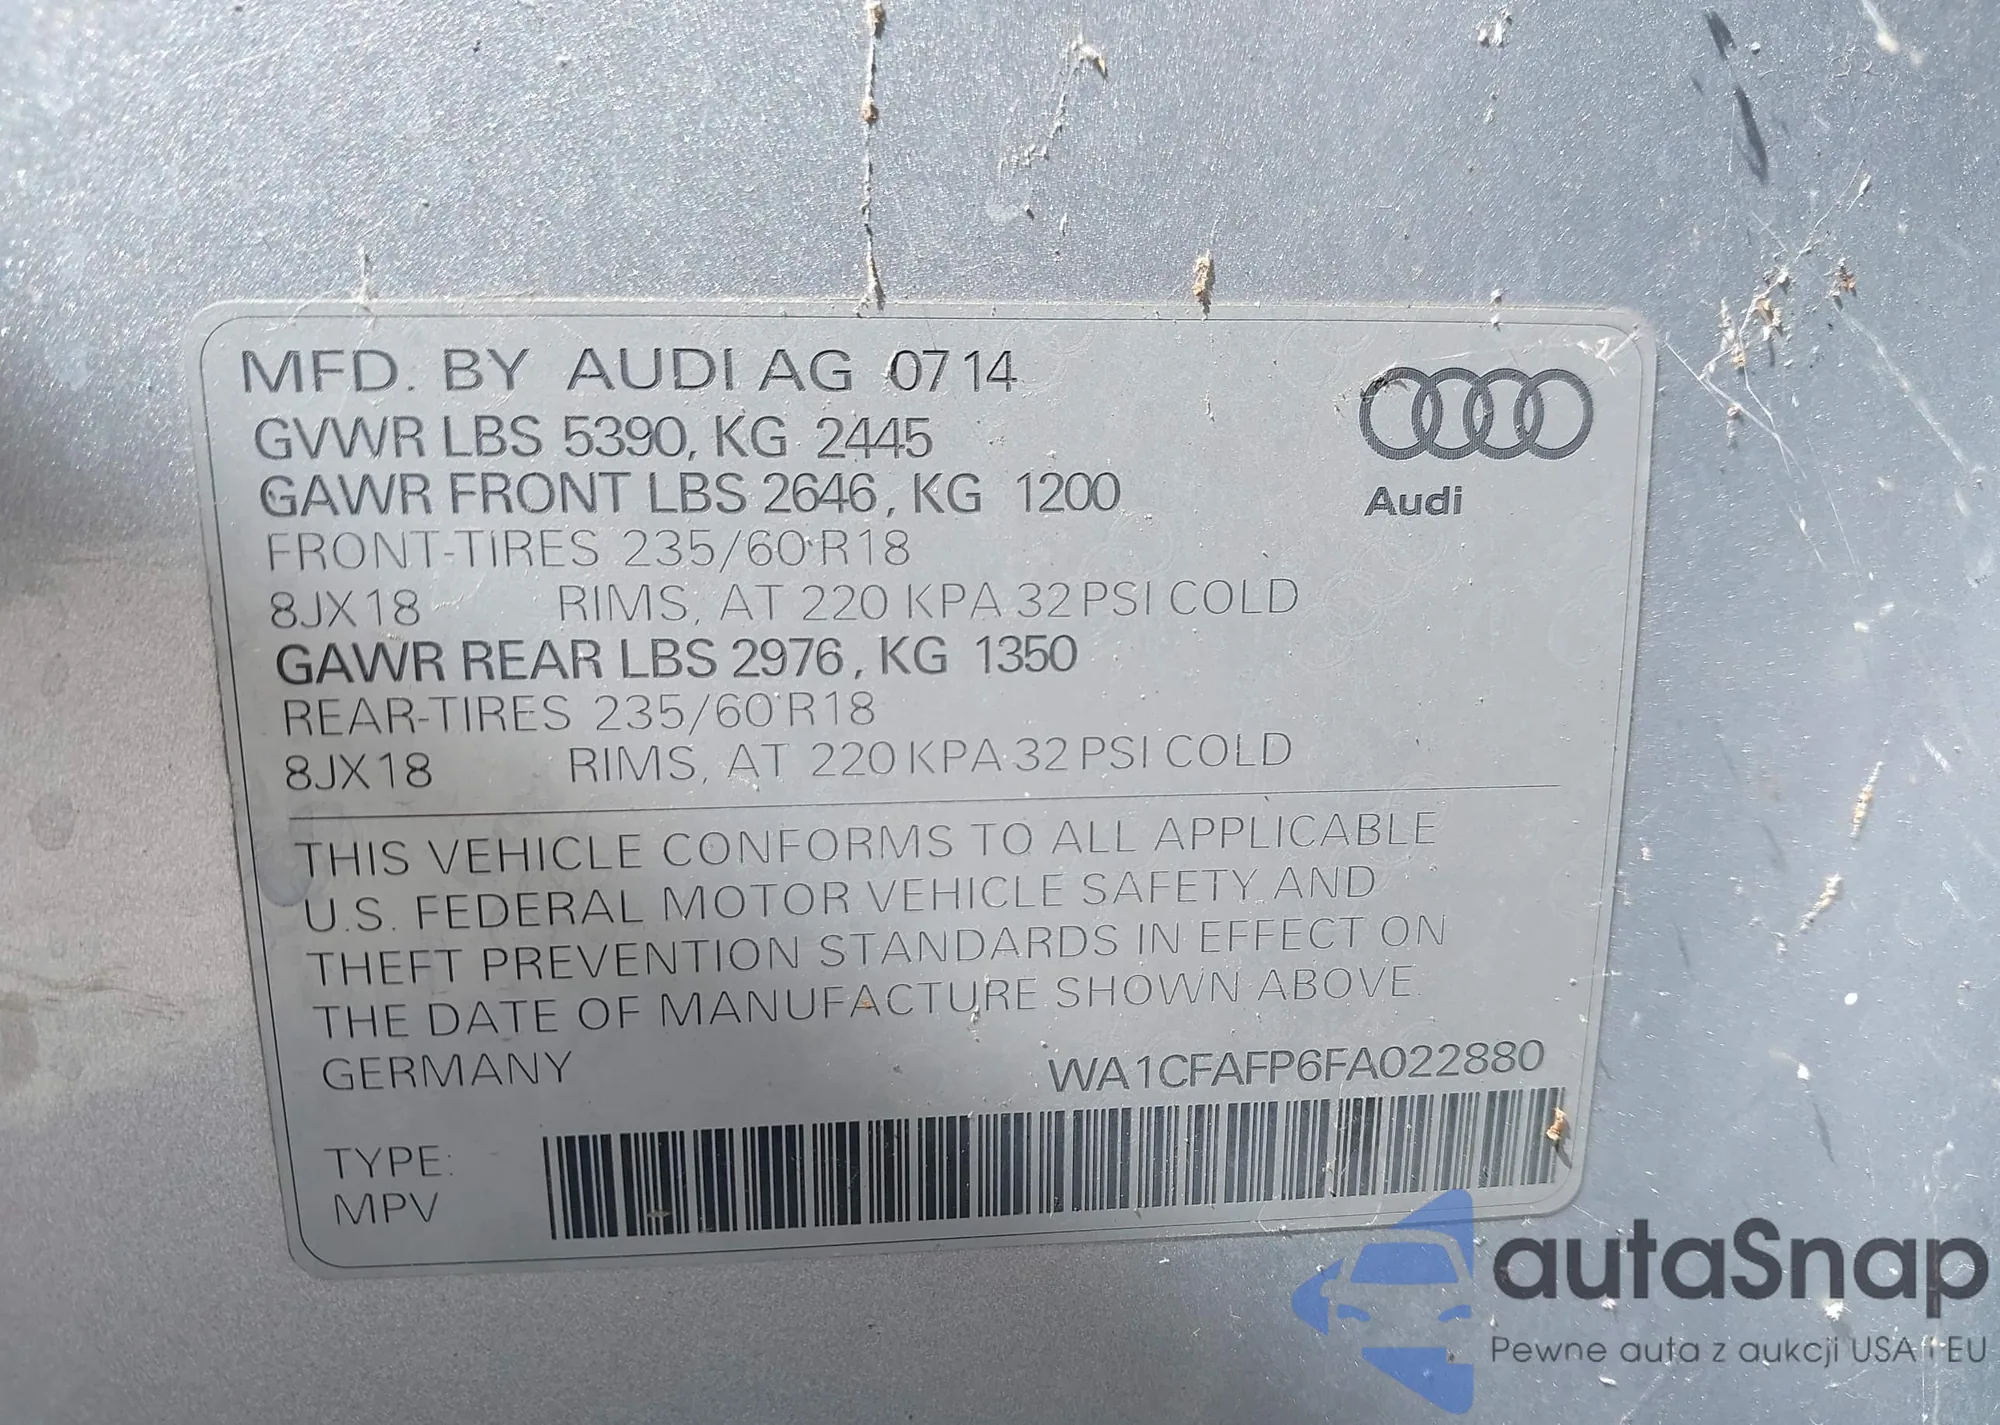 MFD. BY AUDI AG 07 14
GVWR LBS 5390, KG 2445
GAWR FRONT LBS 2646, KG 1200
FRONT-TIRES 235/60 R18
8JX18 RIMS, AT 220 KPA 32 PSI COLD
GAWR REAR LBS 2976, KG 1350
REAR-TIRES 235/60 R18
8JX18 RIMS, AT 220 KPA 32 PSI COLD
Audi
THIS VEHICLE CONFORMS TO ALL APPLICABLE
U.S. FEDERAL MOTOR VEHICLE SAFETY AND
THEFT PREVENTION STANDARDS IN EFFECT ON
THE DATE OF MANUFACTURE SHOWN ABOVE.
GERMANY WA1CFAFP6FA022880
TYPE:
MPV
autaSnap
Pewne auta z aukcji USA i EU